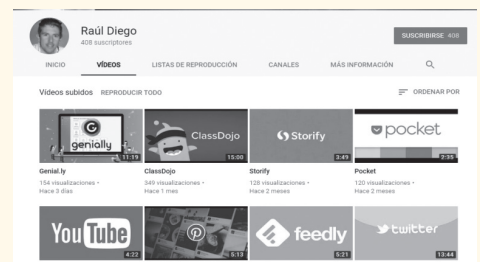 Raúl Diego
408 suscriptores
SUSCRIBIRSE 408
INICIO VÍDEOS LISTAS DE REPRODUCCIÓN CANALES MÁS INFORMACIÓN
Vídeos subidos REPRODUCIR TODO ORDENAR POR
G genially 11:19
ClassDojo 15:00
Storify 3:49
pocket 2:35
Genial.ly ClassDojo Storify Pocket
154 visualizaciones • 349 visualizaciones • 128 visualizaciones • 120 visualizaciones •
Hace 3 días Hace 1 mes Hace 2 meses Hace 2 meses
YouTube 4:22
5:13
feedly 5:21
twitter 13:44